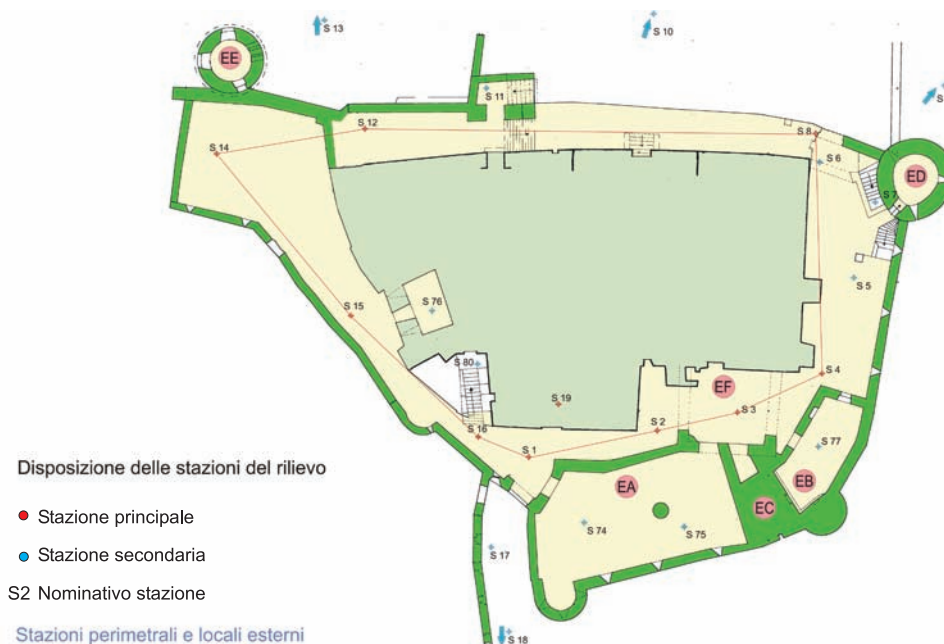 S 13
S 10
EE
S 11
S
S 12
S 8
S 14
S 6
ED
S 7
S 5
S 76
S 15
S 80
S 4
EF
S 19
S 3
S 2
S 16
S 1
S 77
Disposizione delle stazioni del rilievo
EA
EB
EC
Stazione principale
S 74
S 75
Stazione secondaria
S 17
S2 Nominativo stazione
Stazioni perimetrali e locali esterni
S 18